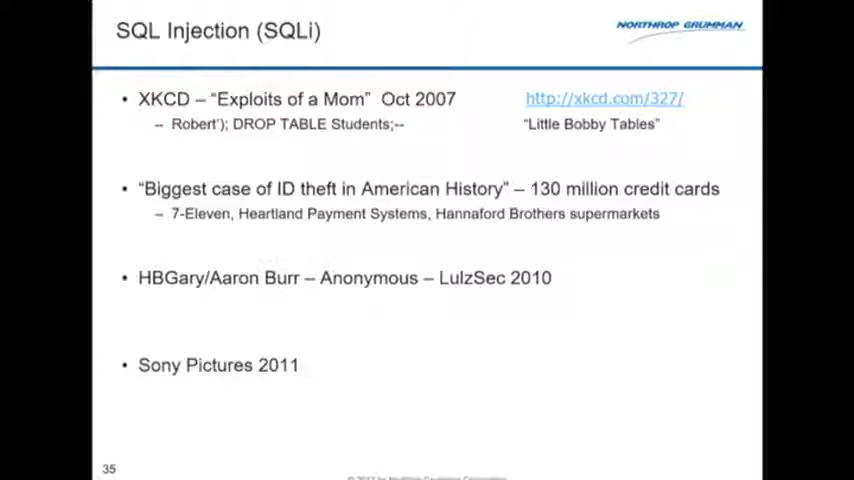 SQL Injection (SQLi)
NORTHROP GRUMMAN
• XKCD – “Exploits of a Mom” Oct 2007 http://xkcd.com/327/
– Robert’); DROP TABLE Students;-- “Little Bobby Tables”
• “Biggest case of ID theft in American History” – 130 million credit cards
– 7-Eleven, Heartland Payment Systems, Hannaford Brothers supermarkets
• HBGary/Aaron Burr – Anonymous – LulzSec 2010
• Sony Pictures 2011
35